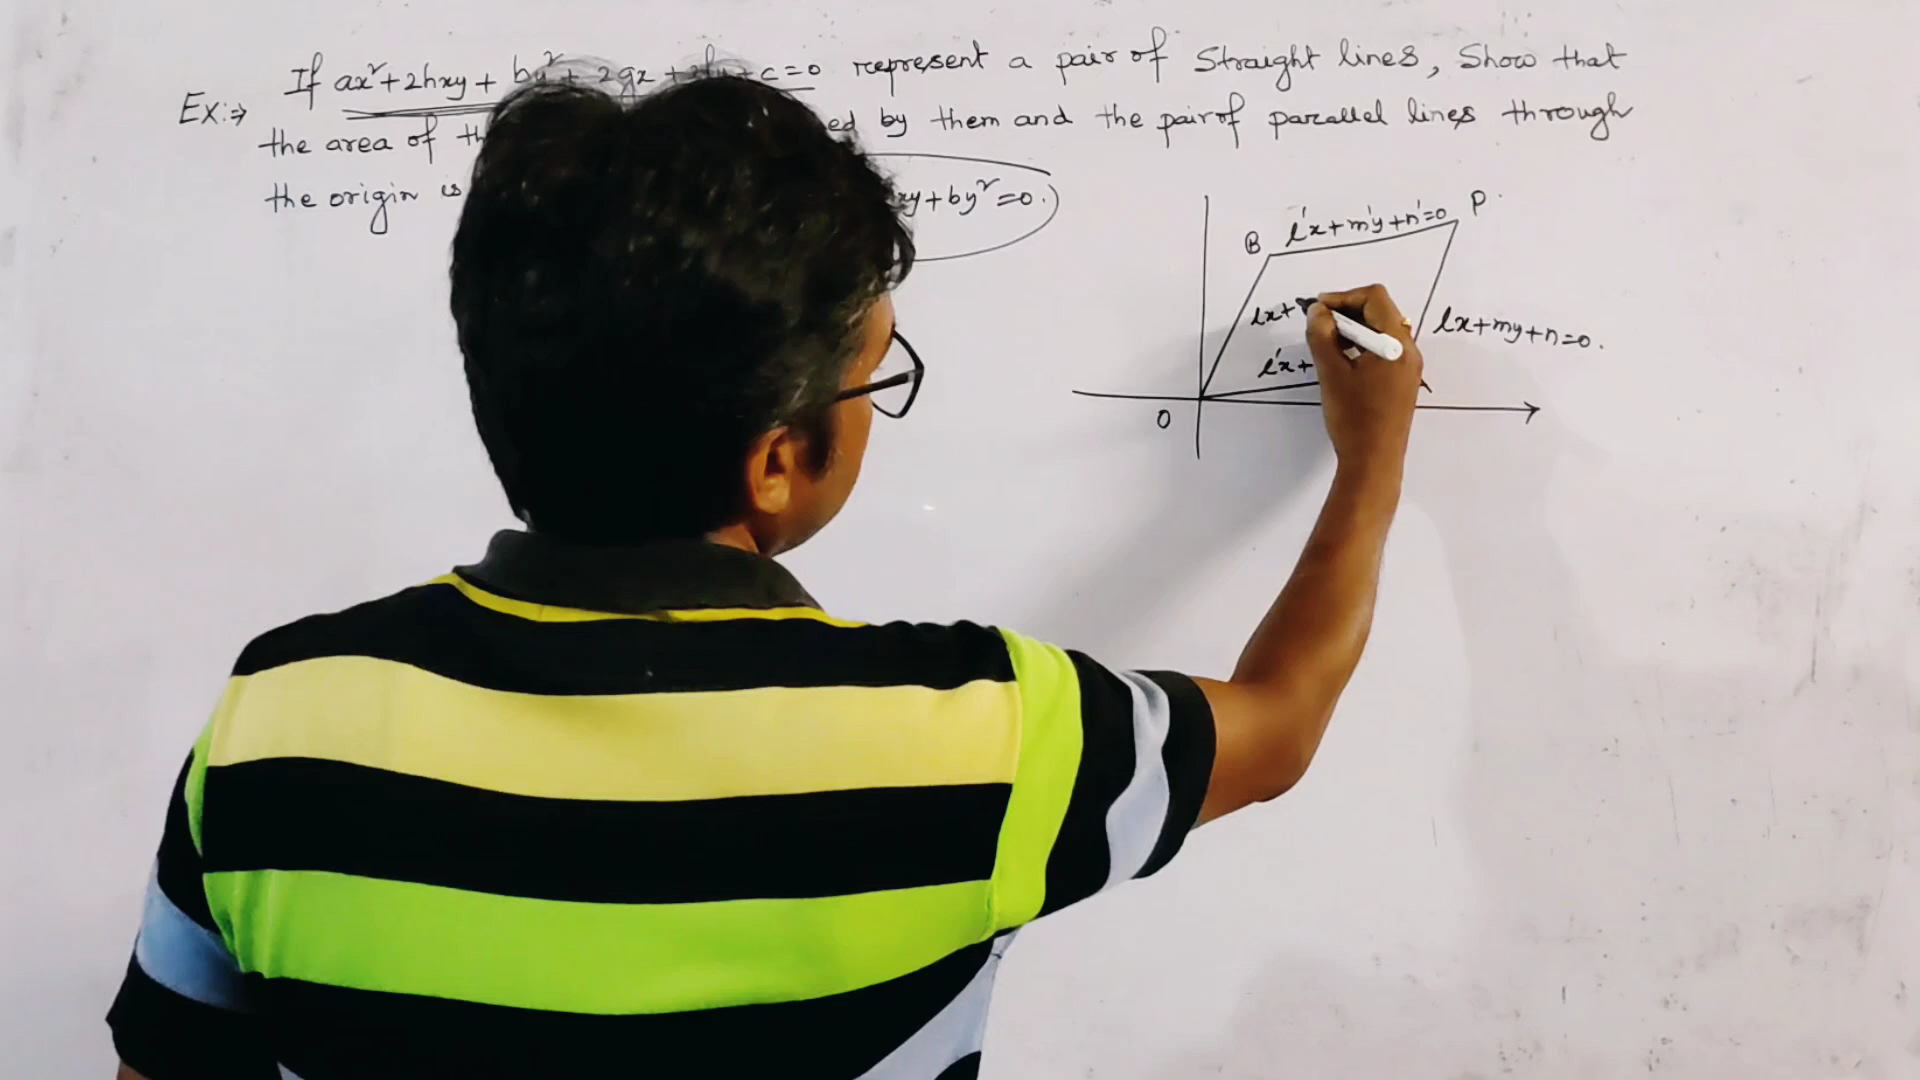 Ex:⇒ If ax²+2hxy+by²+2gx+2fy+c=0 represent a pair of straight lines, Show that
the area of th ed by them and the pair of parallel lines through
the origin is xy+by²=0.
P.
B l'x+m'y+n'=0
lx+
lx+my+n=0.
l'x+
O